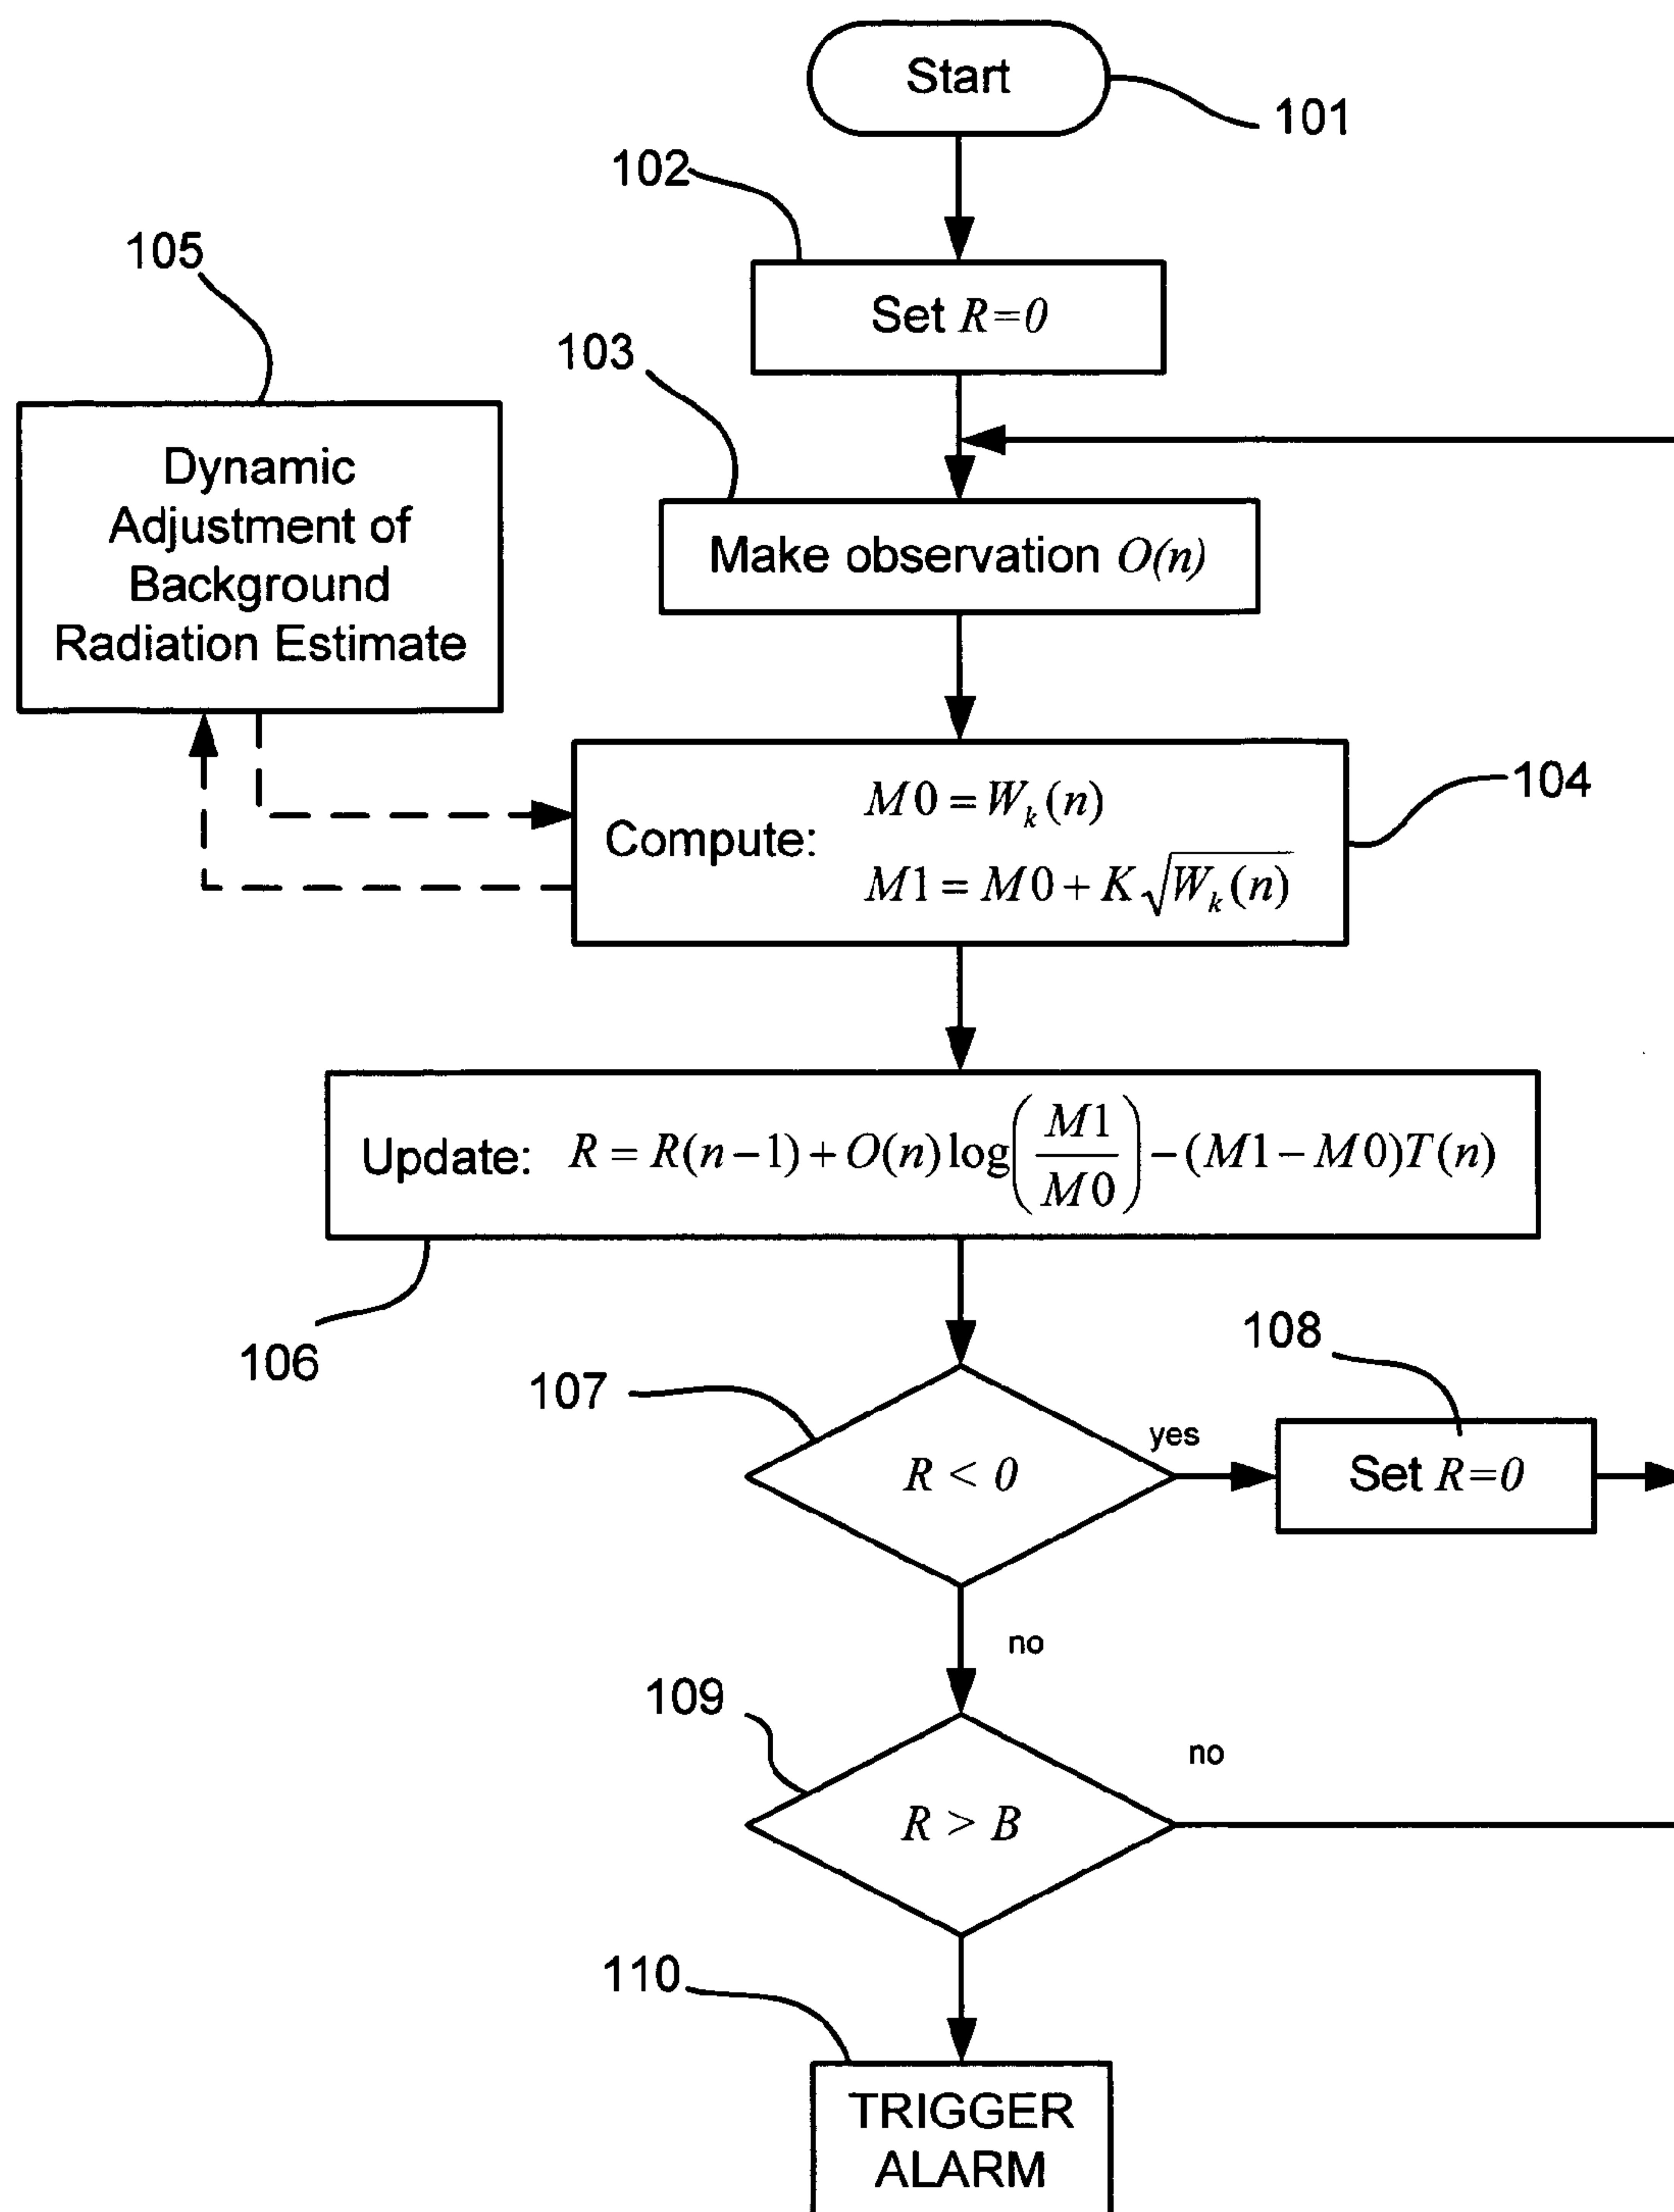 Start
101
102
Set R=0
105
103
Dynamic
Adjustment of
Background
Radiation Estimate
Make observation O(n)
104
Compute:
M0 = W_k(n)
M1 = M0 + K√W_k(n)
Update: R = R(n−1) + O(n) log(M1/M0) − (M1 − M0)T(n)
106
107
108
R < 0
yes
Set R=0
no
109
R > B
no
110
TRIGGER
ALARM